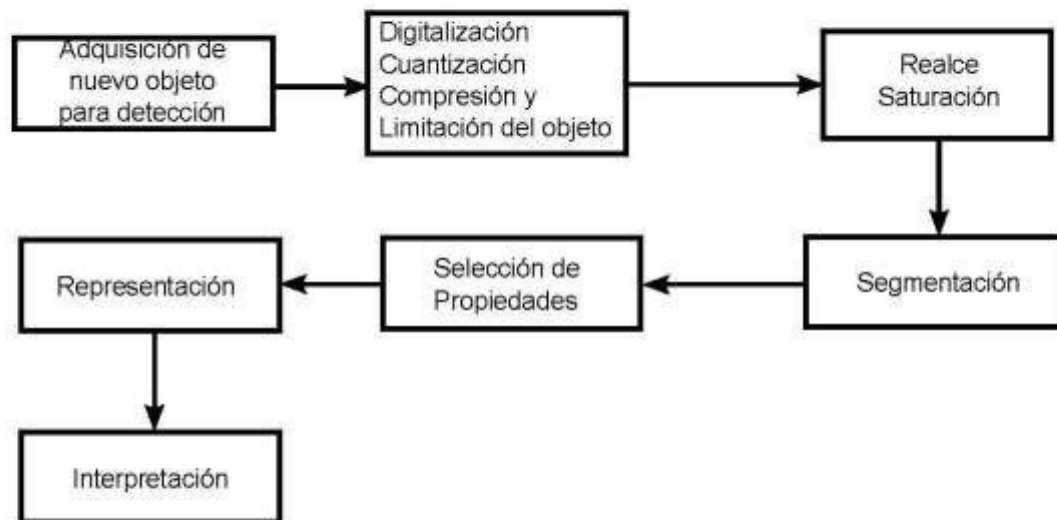 Adquisición de
nuevo objeto
para detección
Digitalización
Cuantización
Compresión y
Limitación del objeto
Realce
Saturación
Segmentación
Selección de
Propiedades
Representación
Interpretación